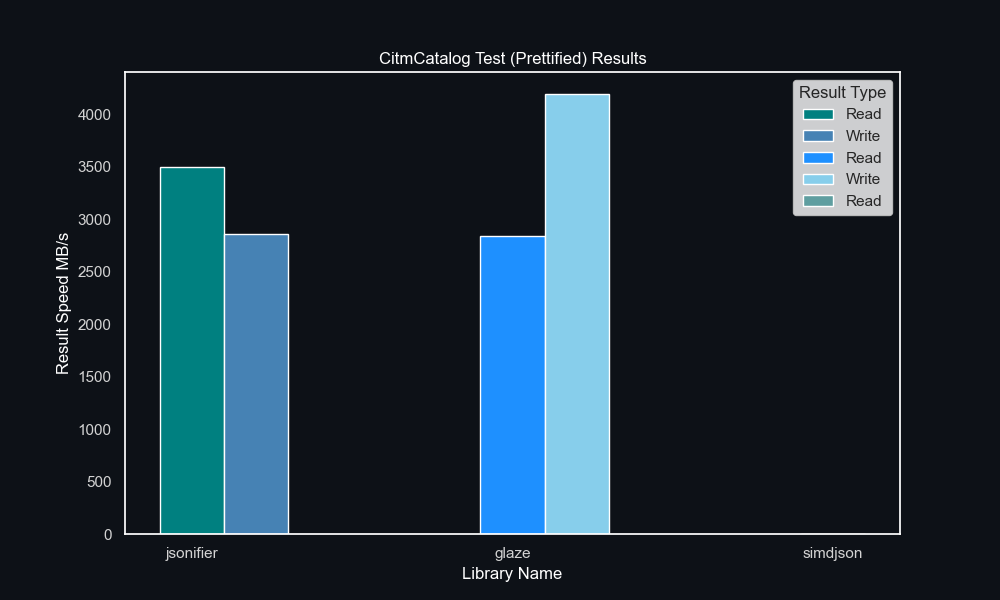 CitmCatalog Test (Prettified) Results
Result Type
Read
Write
Read
Write
Read
Result Speed MB/s
4000
3500
3000
2500
2000
1500
1000
500
0
jsonifier
glaze
simdjson
Library Name